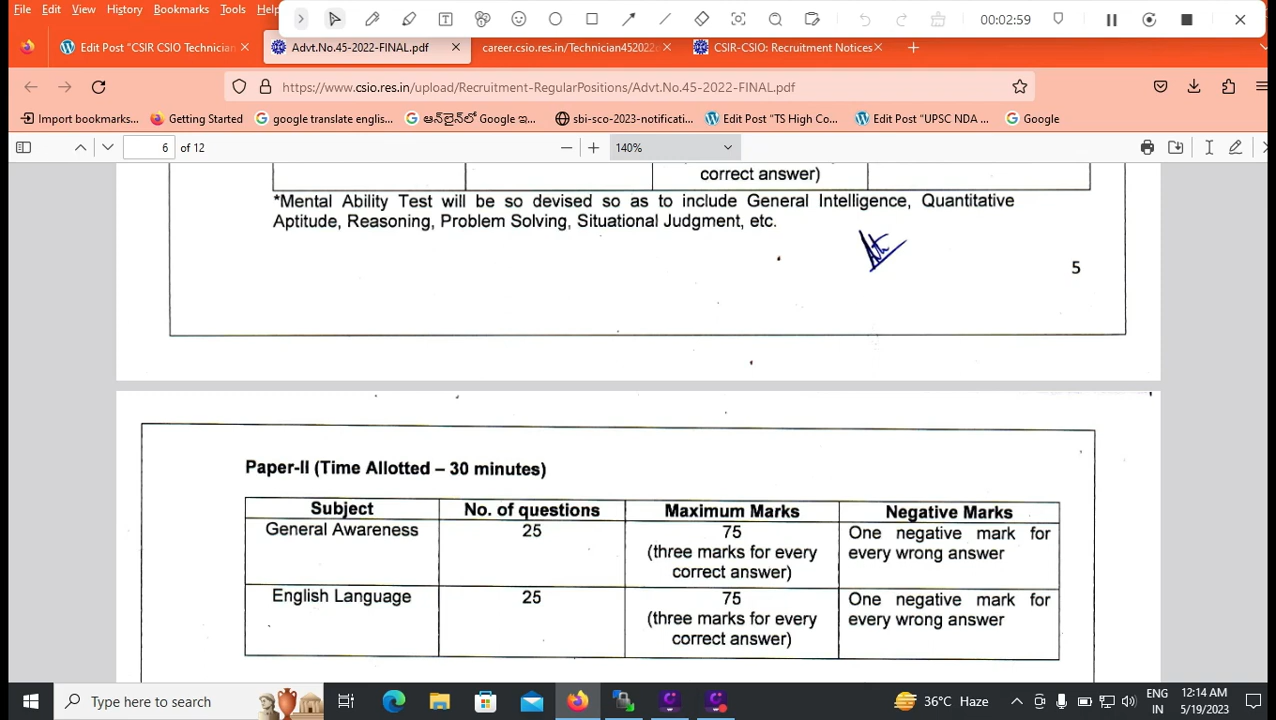 File Edit View History Bookmarks Tools
00:02:59
Edit Post "CSIR CSIO Technician
Advt.No.45-2022-FINAL.pdf
career.csio.res.in/Technician452022
CSIR-CSIO: Recruitment Notices
https://www.csio.res.in/upload/Recruitment-RegularPositions/Advt.No.45-2022-FINAL.pdf
Import bookmarks...
Getting Started
google translate englis...
ఆన్‌లైన్‌లో Google ఇ...
sbi-sco-2023-notificati...
Edit Post "TS High Co...
Edit Post "UPSC NDA ...
Google
6 of 12
140%
correct answer)
*Mental Ability Test will be so devised so as to include General Intelligence, Quantitative
Aptitude, Reasoning, Problem Solving, Situational Judgment, etc.
5
Paper-II (Time Allotted – 30 minutes)
Subject No. of questions Maximum Marks Negative Marks
General Awareness 25 75 One negative mark for
(three marks for every every wrong answer
correct answer)
English Language 25 75 One negative mark for
(three marks for every every wrong answer
correct answer)
Type here to search
36°C Haze
ENG
IN
12:14 AM
5/19/2023